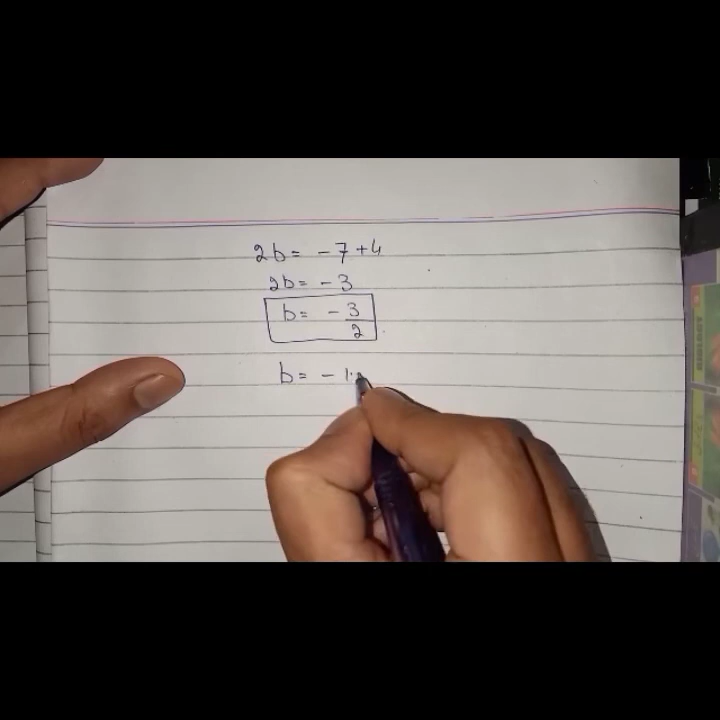 2b = -7 + 4
2b = -3
b = -3/2
b = -1.